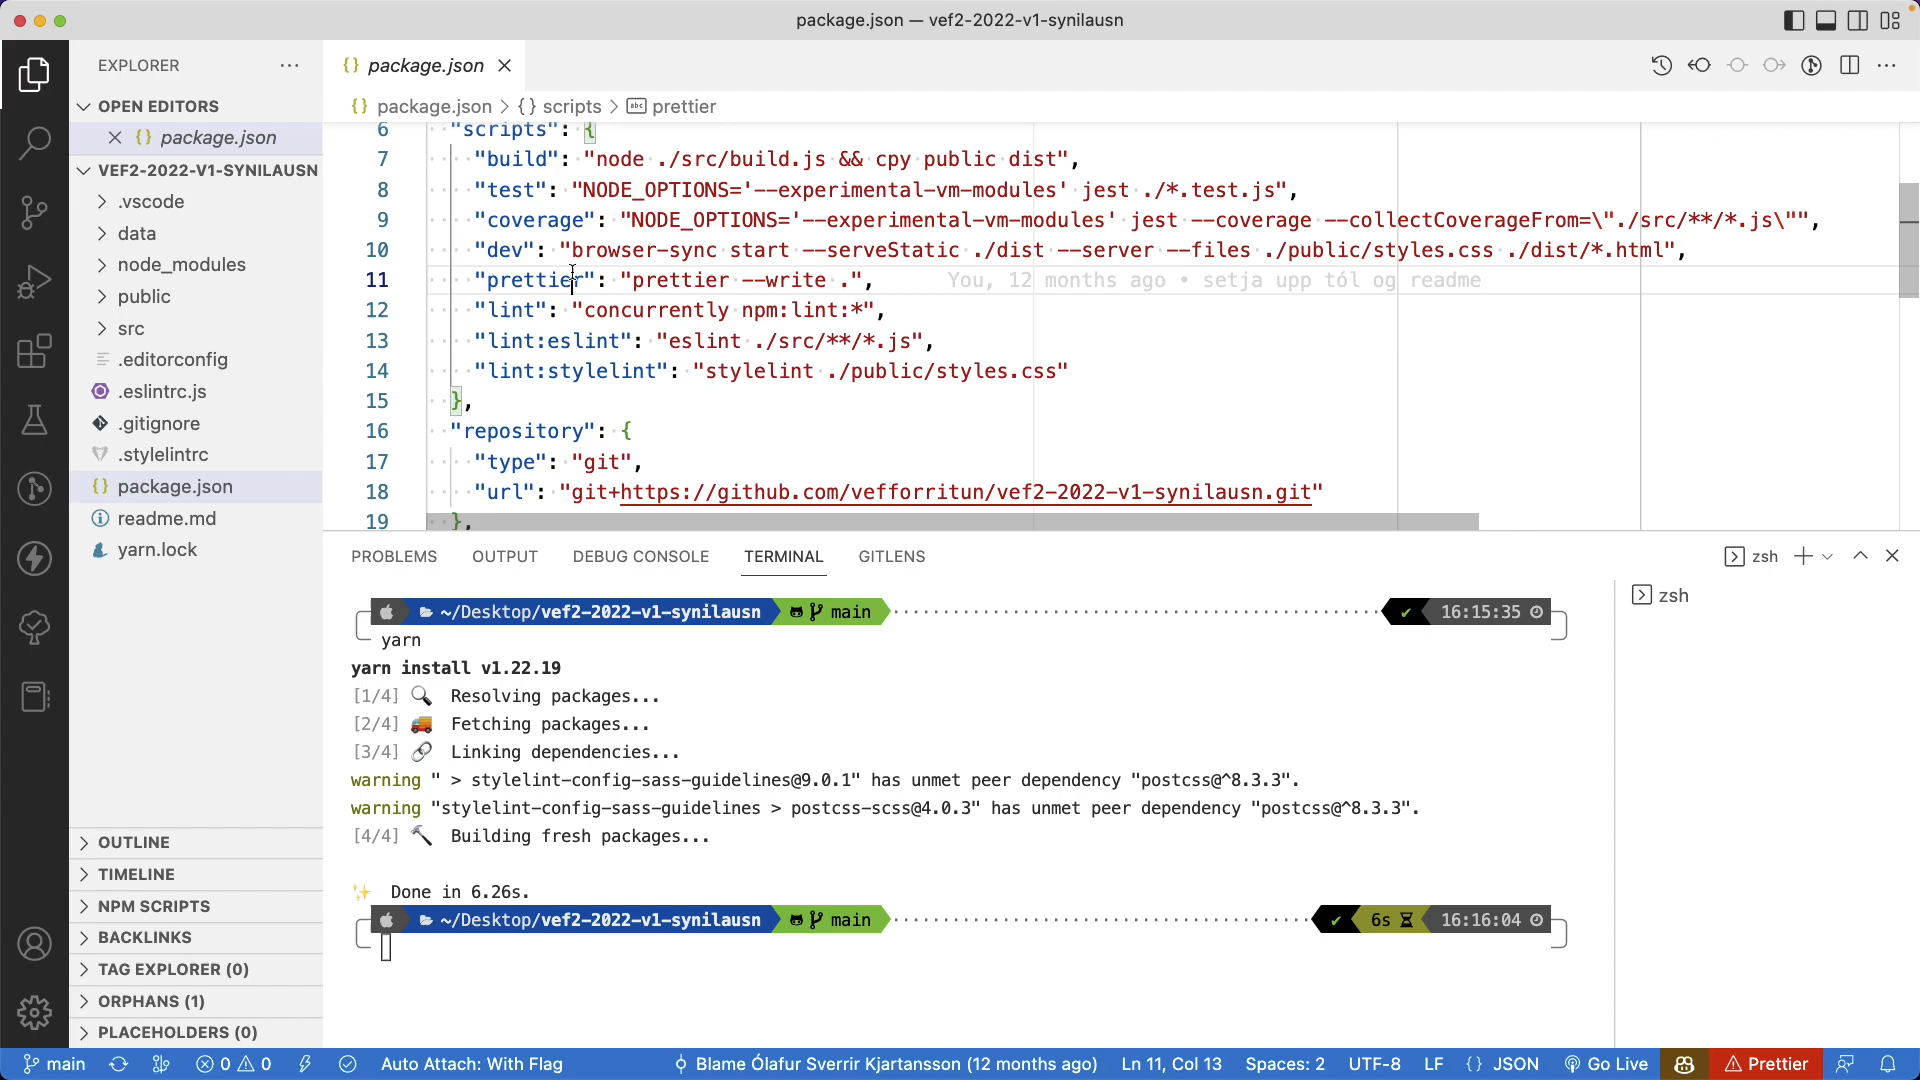 package.json — vef2-2022-v1-synilausn
EXPLORER
OPEN EDITORS
package.json
VEF2-2022-V1-SYNILAUSN
.vscode
data
node_modules
public
src
.editorconfig
.eslintrc.js
.gitignore
.stylelintrc
package.json
readme.md
yarn.lock
OUTLINE
TIMELINE
NPM SCRIPTS
BACKLINKS
TAG EXPLORER (0)
ORPHANS (1)
PLACEHOLDERS (0)
package.json
package.json > {} scripts > abc prettier
6 "scripts": {
7 "build": "node ./src/build.js && cpy public dist",
8 "test": "NODE_OPTIONS='--experimental-vm-modules' jest ./*.test.js",
9 "coverage": "NODE_OPTIONS='--experimental-vm-modules' jest --coverage --collectCoverageFrom=\"./src/**/*.js\"",
10 "dev": "browser-sync start --serveStatic ./dist --server --files ./public/styles.css ./dist/*.html",
11 "prettier": "prettier --write .", You, 12 months ago • setja upp tól og readme
12 "lint": "concurrently npm:lint:*",
13 "lint:eslint": "eslint ./src/**/*.js",
14 "lint:stylelint": "stylelint ./public/styles.css"
15 },
16 "repository": {
17 "type": "git",
18 "url": "git+https://github.com/vefforritun/vef2-2022-v1-synilausn.git"
19 },
PROBLEMS OUTPUT DEBUG CONSOLE TERMINAL GITLENS
zsh
zsh
~/Desktop/vef2-2022-v1-synilausn main ✔ 16:15:35
yarn
yarn install v1.22.19
[1/4] 🔍 Resolving packages...
[2/4] 🚚 Fetching packages...
[3/4] 🔗 Linking dependencies...
warning " > stylelint-config-sass-guidelines@9.0.1" has unmet peer dependency "postcss@^8.3.3".
warning "stylelint-config-sass-guidelines > postcss-scss@4.0.3" has unmet peer dependency "postcss@^8.3.3".
[4/4] 🔨 Building fresh packages...
✨ Done in 6.26s.
~/Desktop/vef2-2022-v1-synilausn main ✔ 6s 16:16:04
main 0 0 Auto Attach: With Flag Blame Ólafur Sverrir Kjartansson (12 months ago) Ln 11, Col 13 Spaces: 2 UTF-8 LF {} JSON Go Live Prettier